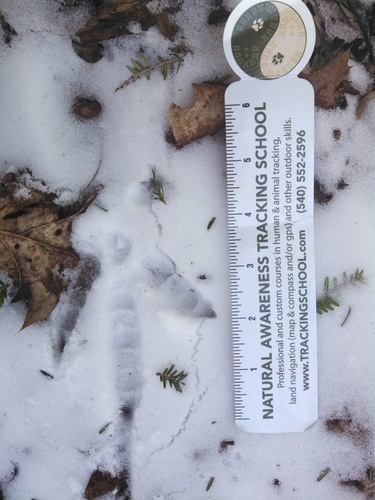 NATURAL AWARENESS TRACKING SCHOOL
Professional and custom courses in human & animal tracking,
land navigation (map & compass and/or gps) and other outdoor skills.
www.TRACKINGSCHOOL.com (540) 552-2596
1 2 3 4 5 6